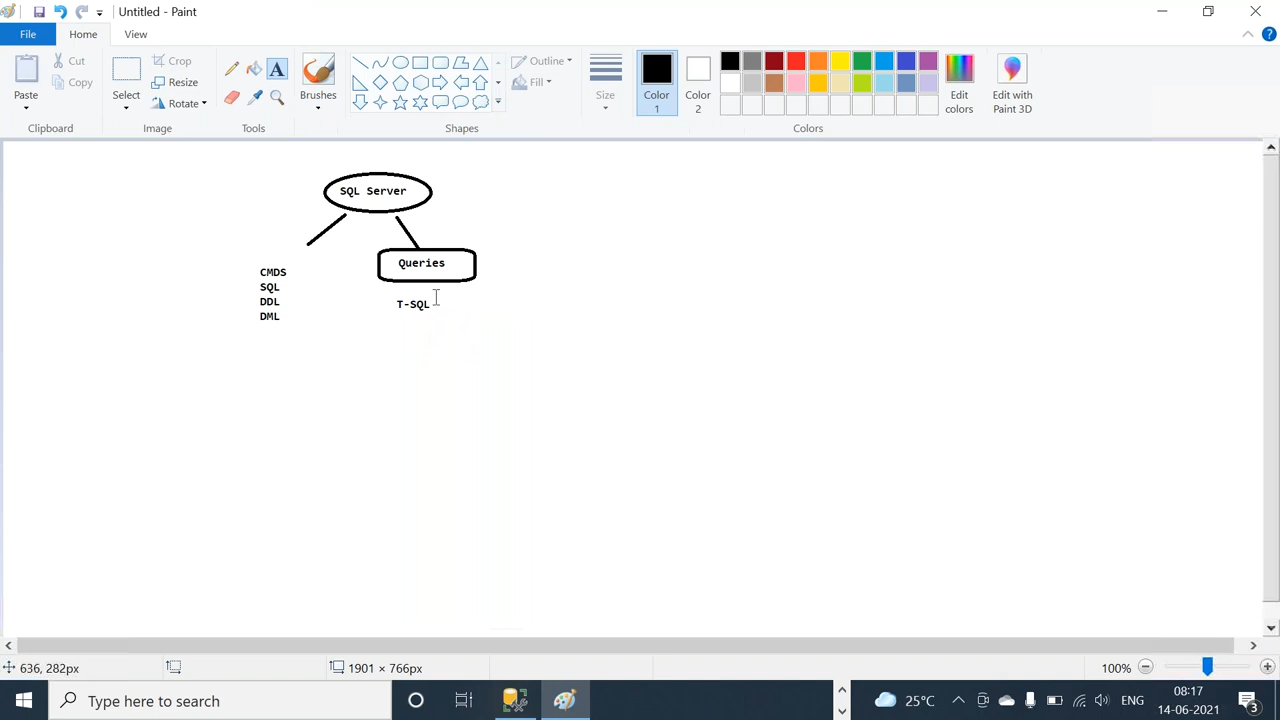 Untitled - Paint
File
Home
View
Paste
Cut
Copy
Clipboard
Select
Crop
Resize
Rotate
Image
A
Tools
Brushes
Outline
Fill
Shapes
Size
Color 1
Color 2
Edit colors
Edit with Paint 3D
Colors
SQL Server
Queries
CMDS
SQL
DDL
DML
T-SQL
636, 282px
1901 × 766px
100%
Type here to search
25°C
ENG
08:17
14-06-2021
3